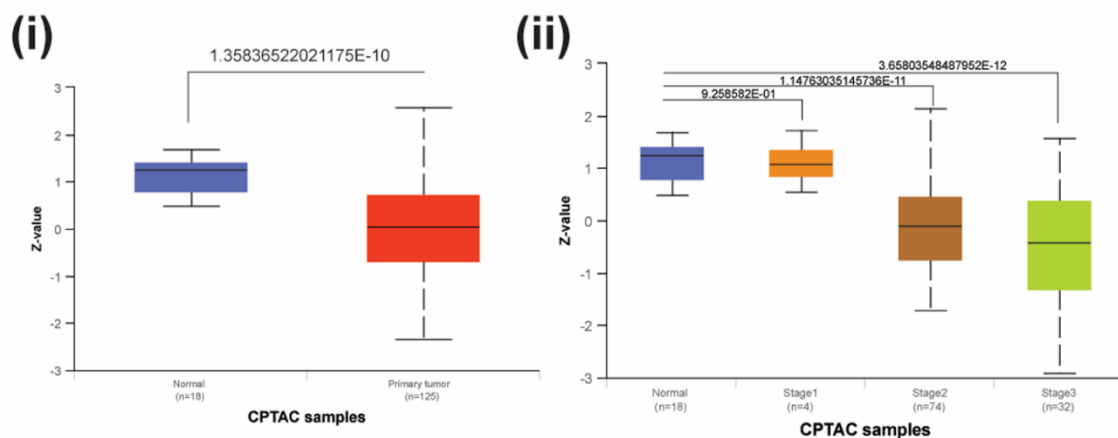 (i)
1.35836522021175E-10
3
2
1
0
-1
-2
-3
Z-value
Normal
(n=18)
Primary tumor
(n=125)
CPTAC samples
(ii)
3.65803548487952E-12
1.14763035145736E-11
9.258582E-01
3
2
1
0
-1
-2
-3
Z-value
Normal
(n=18)
Stage1
(n=4)
Stage2
(n=74)
Stage3
(n=32)
CPTAC samples